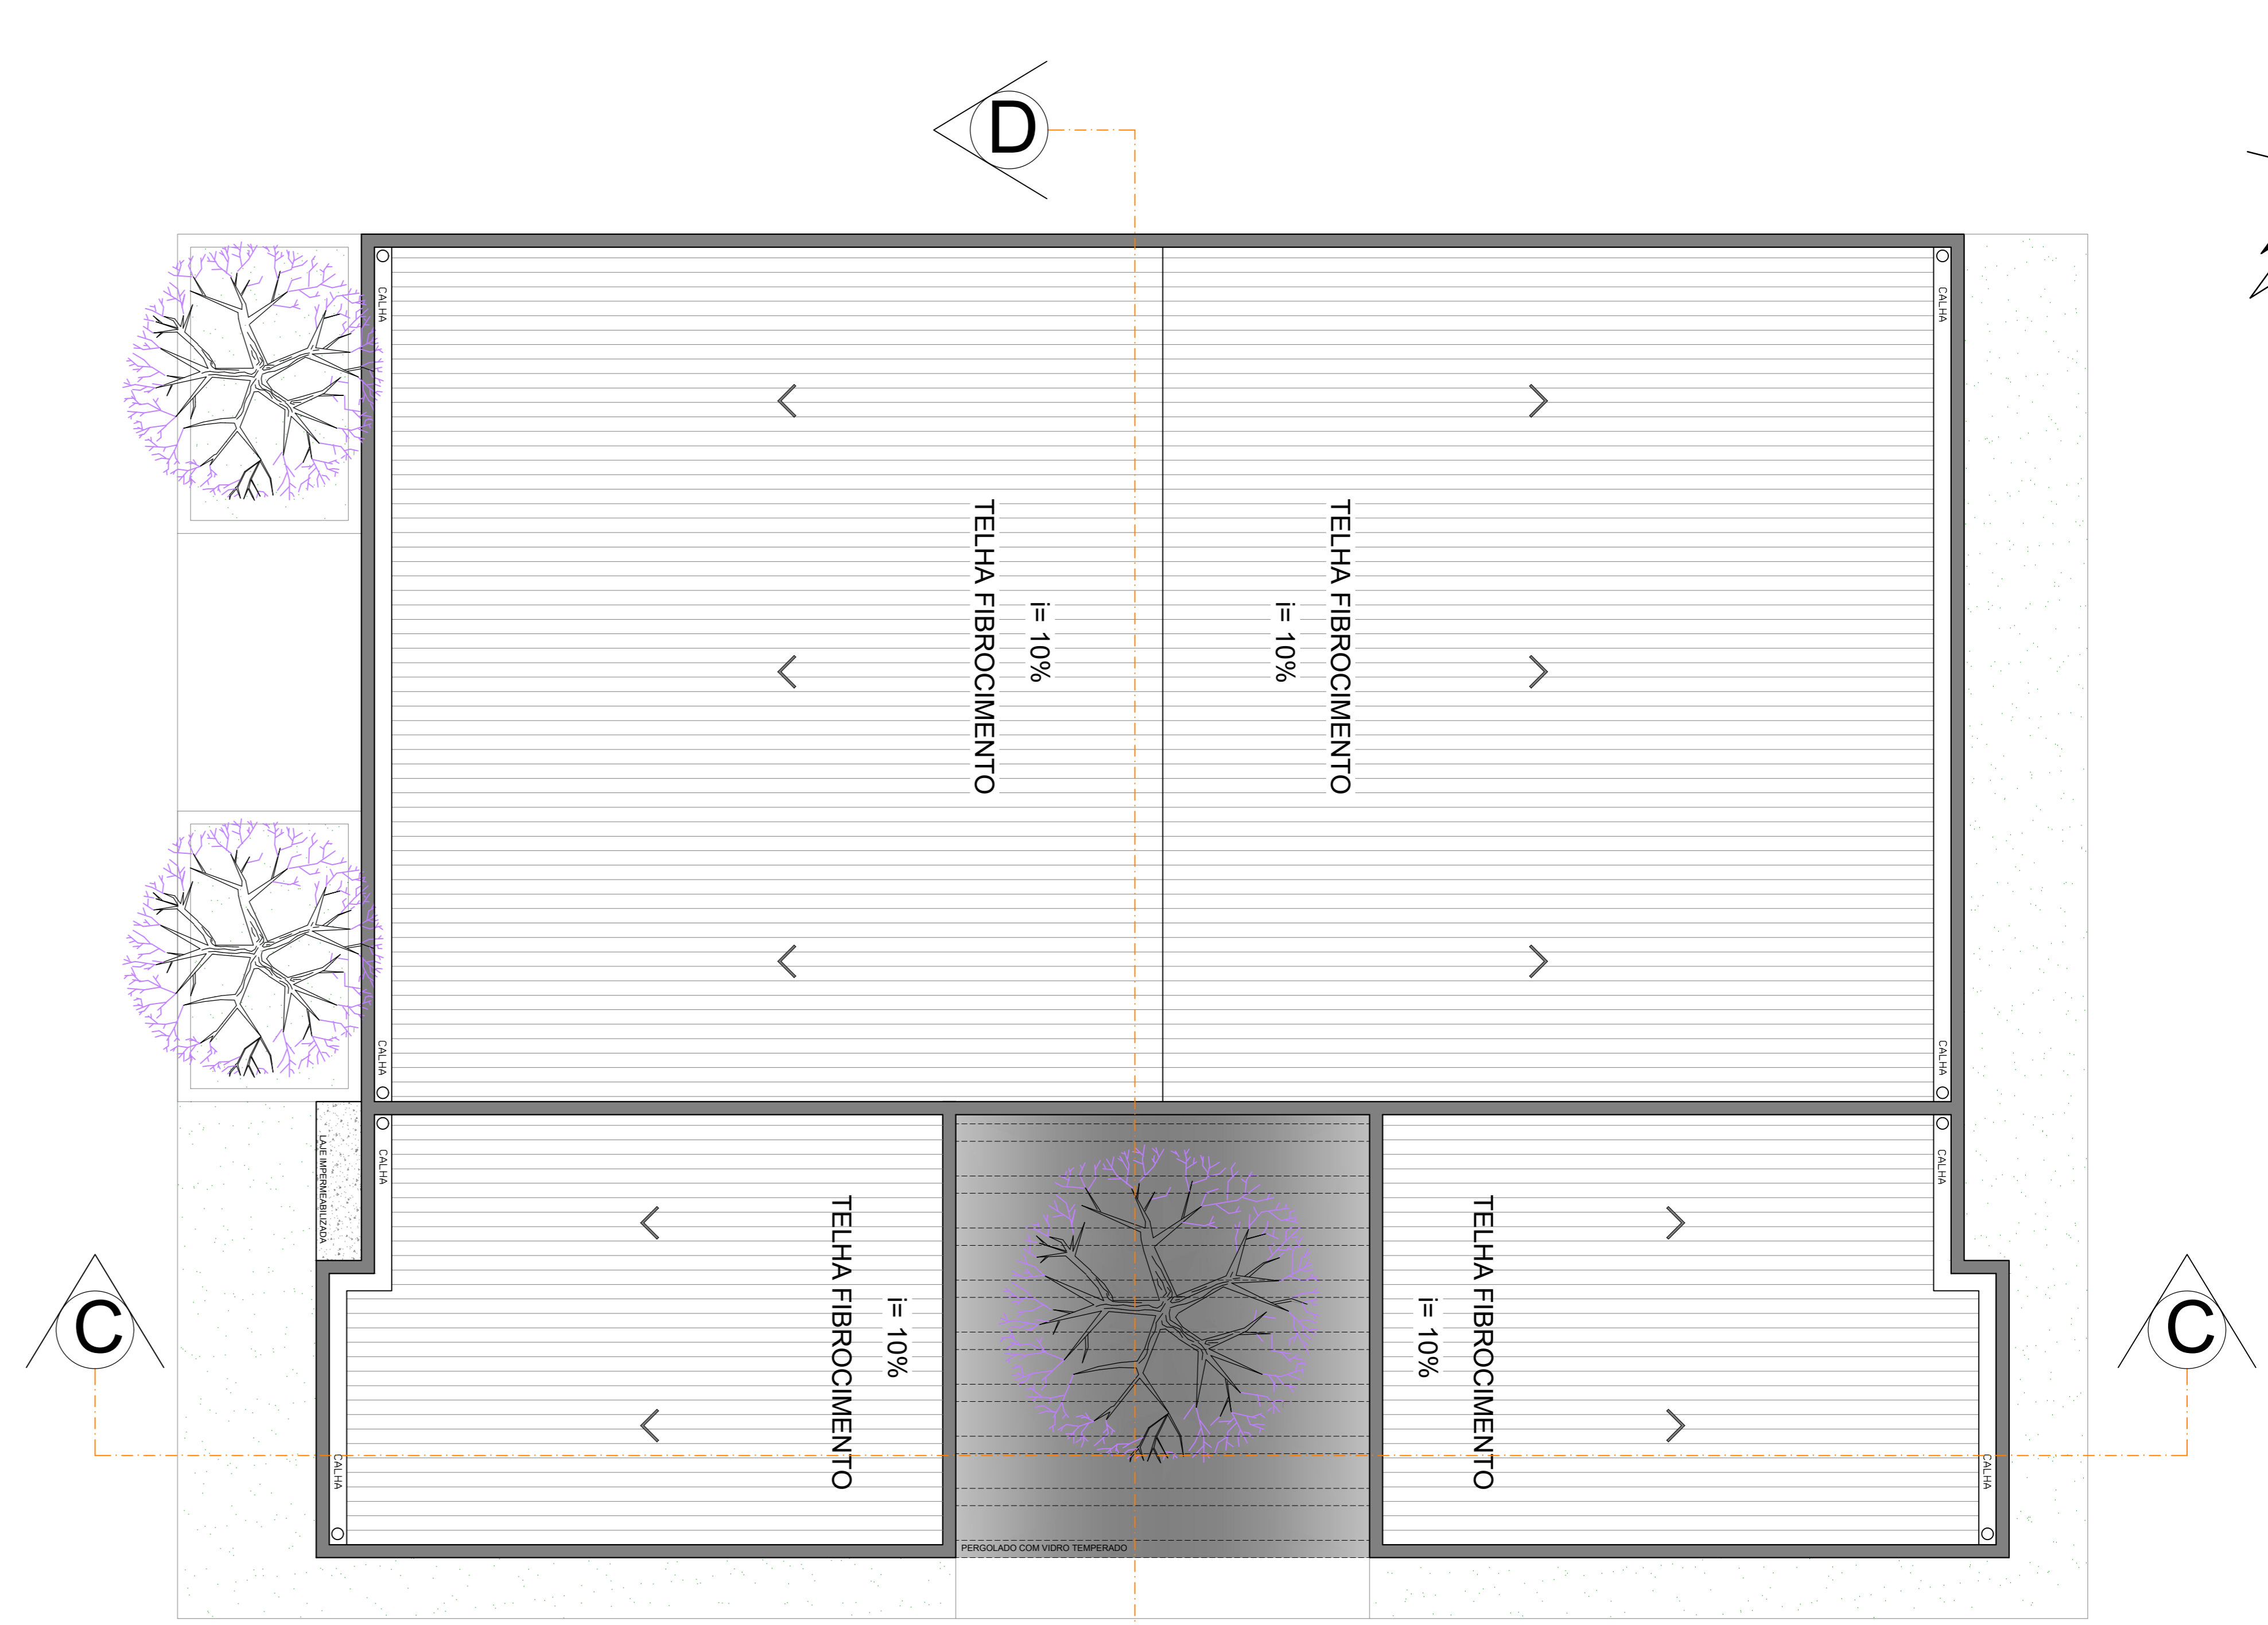 D
CALHA
CALHA
TELHA FIBROCIMENTO
i= 10%
i= 10%
TELHA FIBROCIMENTO
CALHA
CALHA
LAJE IMPERMEABILIZADA
CALHA
CALHA
TELHA FIBROCIMENTO
i= 10%
i= 10%
TELHA FIBROCIMENTO
C
C
CALHA
CALHA
PERGOLADO COM VIDRO TEMPERADO